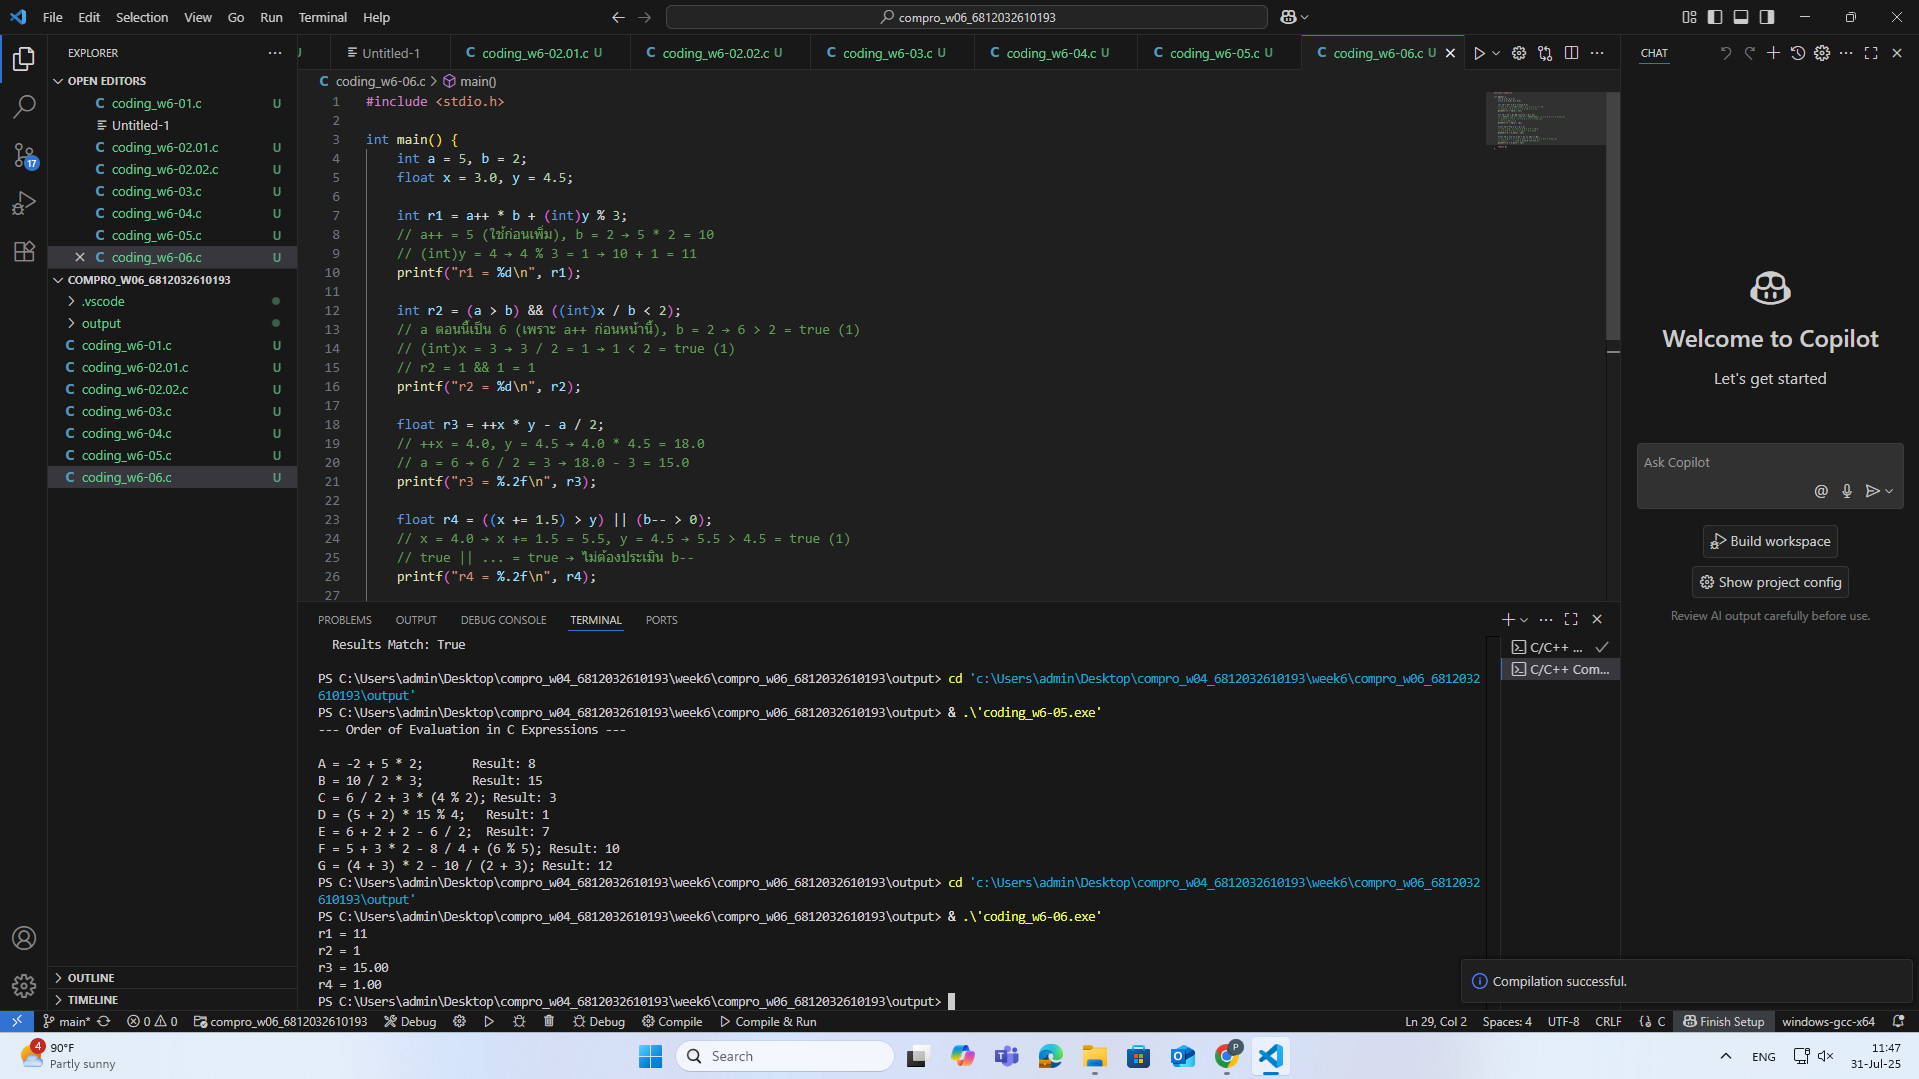 File Edit Selection View Go Run Terminal Help
compro_w06_6812032610193
EXPLORER
OPEN EDITORS
coding_w6-01.c U
Untitled-1
coding_w6-02.01.c U
coding_w6-02.02.c U
coding_w6-03.c U
coding_w6-04.c U
coding_w6-05.c U
coding_w6-06.c U
COMPRO_W06_6812032610193
.vscode
output
coding_w6-01.c U
coding_w6-02.01.c U
coding_w6-02.02.c U
coding_w6-03.c U
coding_w6-04.c U
coding_w6-05.c U
coding_w6-06.c U
OUTLINE
TIMELINE
17
U Untitled-1 C coding_w6-02.01.c U C coding_w6-02.02.c U C coding_w6-03.c U C coding_w6-04.c U C coding_w6-05.c U C coding_w6-06.c U
C coding_w6-06.c > main()
1 #include <stdio.h>
2
3 int main() {
4 int a = 5, b = 2;
5 float x = 3.0, y = 4.5;
6
7 int r1 = a++ * b + (int)y % 3;
8 // a++ = 5 (ใช้ก่อนเพิ่ม), b = 2 → 5 * 2 = 10
9 // (int)y = 4 → 4 % 3 = 1 → 10 + 1 = 11
10 printf("r1 = %d\n", r1);
11
12 int r2 = (a > b) && ((int)x / b < 2);
13 // a ตอนนี้เป็น 6 (เพราะ a++ ก่อนหน้านี้), b = 2 → 6 > 2 = true (1)
14 // (int)x = 3 → 3 / 2 = 1 → 1 < 2 = true (1)
15 // r2 = 1 && 1 = 1
16 printf("r2 = %d\n", r2);
17
18 float r3 = ++x * y - a / 2;
19 // ++x = 4.0, y = 4.5 → 4.0 * 4.5 = 18.0
20 // a = 6 → 6 / 2 = 3 → 18.0 - 3 = 15.0
21 printf("r3 = %.2f\n", r3);
22
23 float r4 = ((x += 1.5) > y) || (b-- > 0);
24 // x = 4.0 → x += 1.5 = 5.5, y = 4.5 → 5.5 > 4.5 = true (1)
25 // true || ... = true → ไม่ต้องประเมิน b--
26 printf("r4 = %.2f\n", r4);
27
PROBLEMS OUTPUT DEBUG CONSOLE TERMINAL PORTS
Results Match: True
PS C:\Users\admin\Desktop\compro_w04_6812032610193\week6\compro_w06_6812032610193\output> cd 'c:\Users\admin\Desktop\compro_w04_6812032610193\week6\compro_w06_6812032
610193\output'
PS C:\Users\admin\Desktop\compro_w04_6812032610193\week6\compro_w06_6812032610193\output> & .\'coding_w6-05.exe'
--- Order of Evaluation in C Expressions ---
A = -2 + 5 * 2; Result: 8
B = 10 / 2 * 3; Result: 15
C = 6 / 2 + 3 * (4 % 2); Result: 3
D = (5 + 2) * 15 % 4; Result: 1
E = 6 + 2 + 2 - 6 / 2; Result: 7
F = 5 + 3 * 2 - 8 / 4 + (6 % 5); Result: 10
G = (4 + 3) * 2 - 10 / (2 + 3); Result: 12
PS C:\Users\admin\Desktop\compro_w04_6812032610193\week6\compro_w06_6812032610193\output> cd 'c:\Users\admin\Desktop\compro_w04_6812032610193\week6\compro_w06_6812032
610193\output'
PS C:\Users\admin\Desktop\compro_w04_6812032610193\week6\compro_w06_6812032610193\output> & .\'coding_w6-06.exe'
r1 = 11
r2 = 1
r3 = 15.00
r4 = 1.00
PS C:\Users\admin\Desktop\compro_w04_6812032610193\week6\compro_w06_6812032610193\output>
C/C++ ...
C/C++ Com...
CHAT
Welcome to Copilot
Let's get started
Ask Copilot
Build workspace
Show project config
Review AI output carefully before use.
Compilation successful.
main* 0 0 compro_w06_6812032610193 Debug Debug Compile Compile & Run Ln 29, Col 2 Spaces: 4 UTF-8 CRLF {} C Finish Setup windows-gcc-x64
4
90°F
Partly sunny
Search
P
ENG
11:47
31-Jul-25